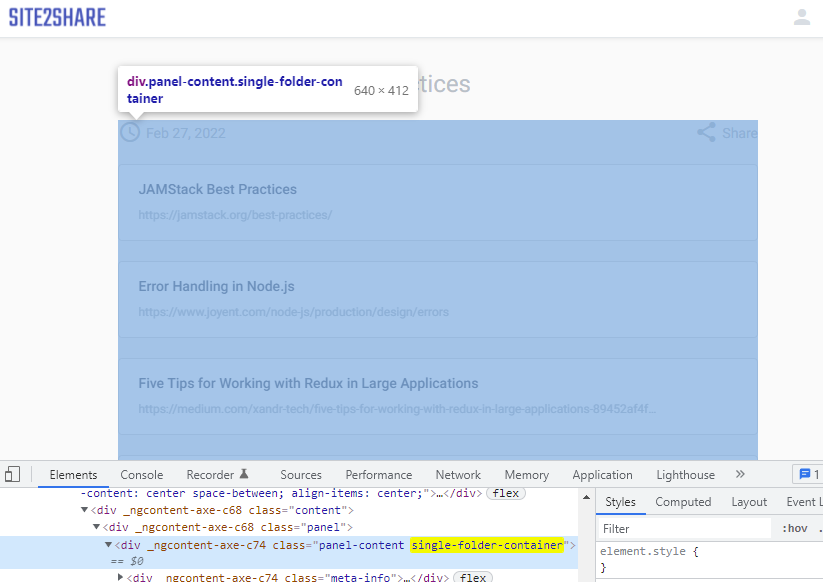 SITE2SHARE
div.panel-content.single-folder-con
tainer
640 × 412
tices
Feb 27, 2022
Share
JAMStack Best Practices
https://jamstack.org/best-practices/
Error Handling in Node.js
https://www.joyent.com/node-js/production/design/errors
Five Tips for Working with Redux in Large Applications
https://medium.com/xandr-tech/five-tips-for-working-with-redux-in-large-applications-89452af4f...
Elements Console Recorder Sources Performance Network Memory Application Lighthouse » 1
-content: center space-between; align-items: center;">…</div> flex
<div _ngcontent-axe-c68 class="content">
<div _ngcontent-axe-c68 class="panel">
<div _ngcontent-axe-c74 class="panel-content single-folder-container">
== $0
<div _ngcontent-axe-c74 class="meta-info">…</div> flex
Styles Computed Layout Event L
Filter :hov .
element.style {
}